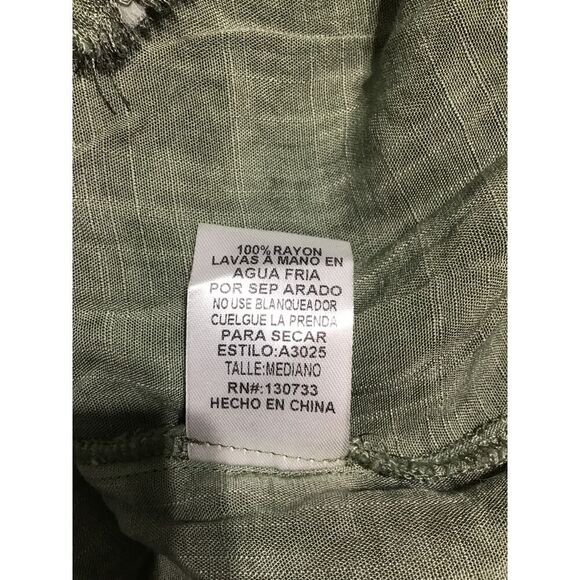 100% RAYON
LAVAS A MANO EN
AGUA FRIA
POR SEP ARADO
NO USE BLANQUEADOR
CUELGUE LA PRENDA
PARA SECAR
ESTILO:A3025
TALLE:MEDIANO
RN#:130733
HECHO EN CHINA